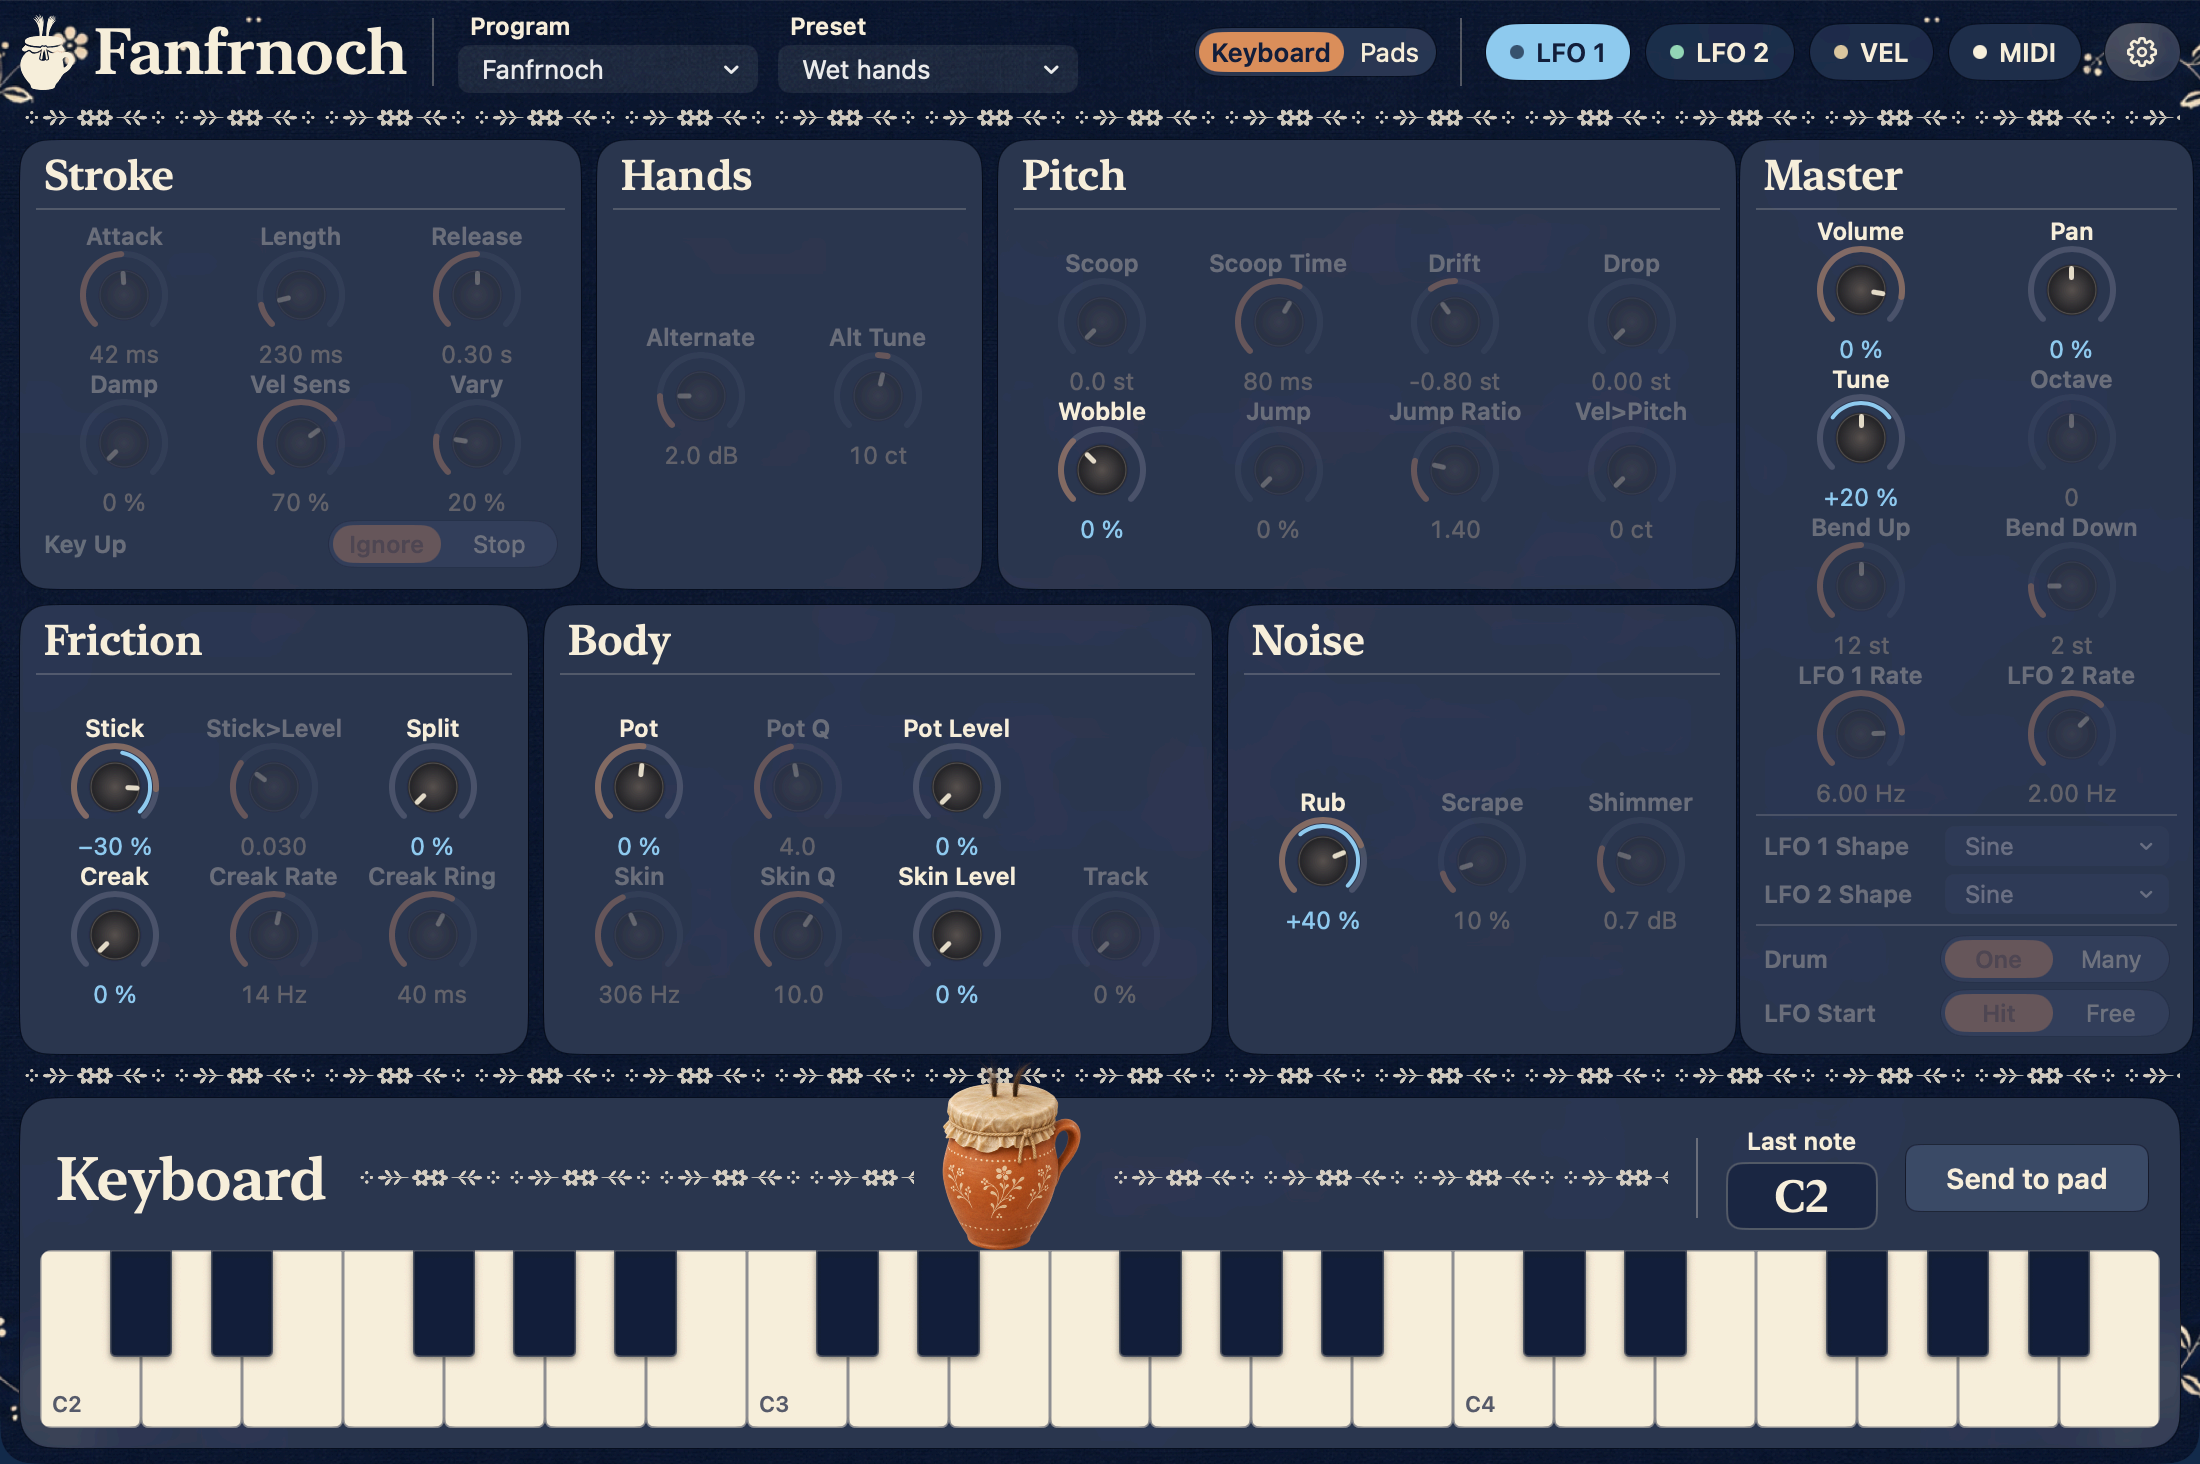 Fanfrnoch
Program
Fanfrnoch
Preset
Wet hands
Keyboard Pads
LFO 1 LFO 2 VEL MIDI
Stroke
Attack Length Release
42 ms 230 ms 0.30 s
Damp Vel Sens Vary
0 % 70 % 20 %
Key Up Ignore Stop
Hands
Alternate Alt Tune
2.0 dB 10 ct
Pitch
Scoop Scoop Time Drift Drop
0.0 st 80 ms -0.80 st 0.00 st
Wobble Jump Jump Ratio Vel>Pitch
0 % 0 % 1.40 0 ct
Master
Volume Pan
0 % 0 %
Tune Octave
+20 % 0
Bend Up Bend Down
12 st 2 st
LFO 1 Rate LFO 2 Rate
6.00 Hz 2.00 Hz
LFO 1 Shape Sine
LFO 2 Shape Sine
Drum One Many
LFO Start Hit Free
Friction
Stick Stick>Level Split
−30 % 0.030 0 %
Creak Creak Rate Creak Ring
0 % 14 Hz 40 ms
Body
Pot Pot Q Pot Level
0 % 4.0 0 %
Skin Skin Q Skin Level Track
306 Hz 10.0 0 % 0 %
Noise
Rub Scrape Shimmer
+40 % 10 % 0.7 dB
Keyboard
Last note
C2
Send to pad
C2 C3 C4